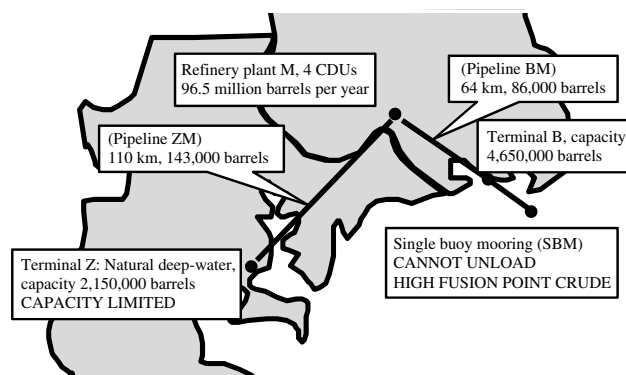 Refinery plant M, 4 CDUs
96.5 million barrels per year
(Pipeline BM)
64 km, 86,000 barrels
(Pipeline ZM)
110 km, 143,000 barrels
Terminal B, capacity
4,650,000 barrels
Single buoy mooring (SBM)
CANNOT UNLOAD
HIGH FUSION POINT CRUDE
Terminal Z: Natural deep-water,
capacity 2,150,000 barrels
CAPACITY LIMITED